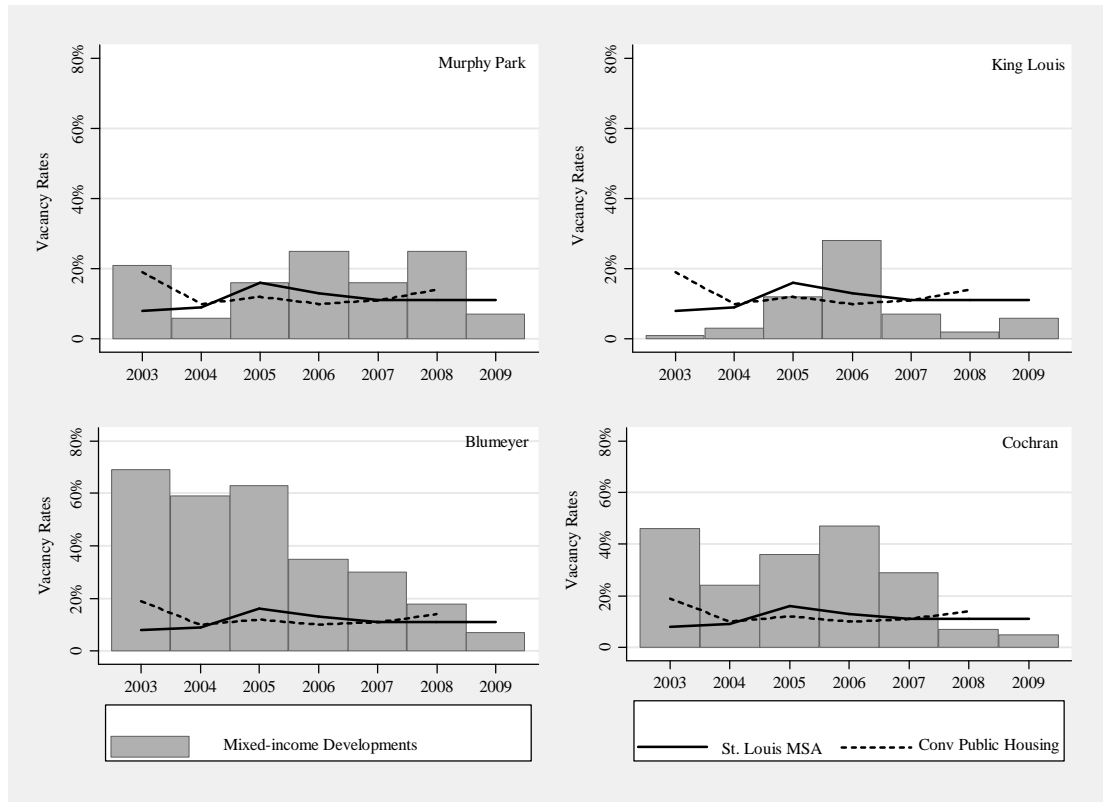 Murphy Park
Vacancy Rates
80%
60%
40%
20%
0
2003 2004 2005 2006 2007 2008 2009
King Louis
Vacancy Rates
80%
60%
40%
20%
0
2003 2004 2005 2006 2007 2008 2009
Blumeyer
Vacancy Rates
80%
60%
40%
20%
0
2003 2004 2005 2006 2007 2008 2009
Cochran
Vacancy Rates
80%
60%
40%
20%
0
2003 2004 2005 2006 2007 2008 2009
Mixed-income Developments
St. Louis MSA Conv Public Housing